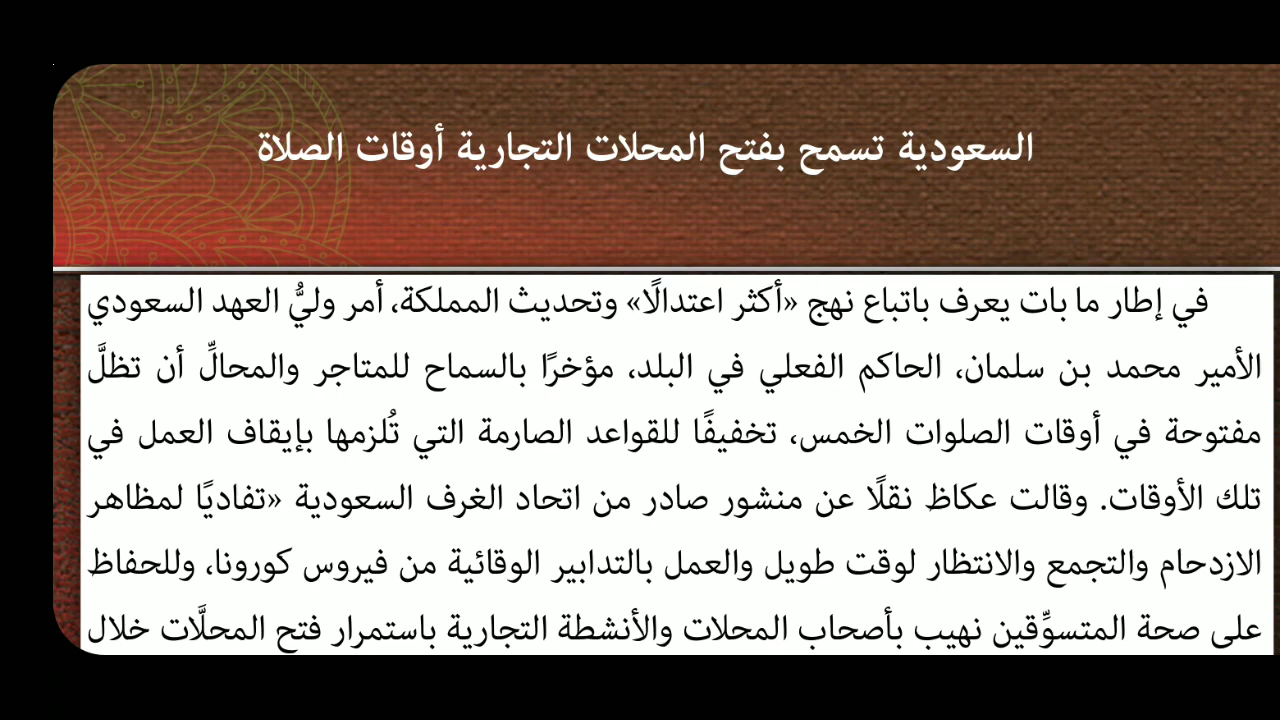 السعودية تسمح بفتح المحلات التجارية أوقات الصلاة
في إطار ما بات يعرف باتباع نهج «أكثر اعتدالًا» وتحديث المملكة، أمر وليُّ العهد السعودي
الأمير محمد بن سلمان، الحاكم الفعلي في البلد، مؤخرًا بالسماح للمتاجر والمحالِّ أن تظلَّ
مفتوحة في أوقات الصلوات الخمس، تخفيفًا للقواعد الصارمة التي تُلزمها بإيقاف العمل في
تلك الأوقات. وقالت عكاظ نقلًا عن منشور صادر من اتحاد الغرف السعودية «تفاديًا لمظاهر
الازدحام والتجمع والانتظار لوقت طويل والعمل بالتدابير الوقائية من فيروس كورونا، وللحفاظ
على صحة المتسوِّقين نهيب بأصحاب المحلات والأنشطة التجارية باستمرار فتح المحلَّات خلال